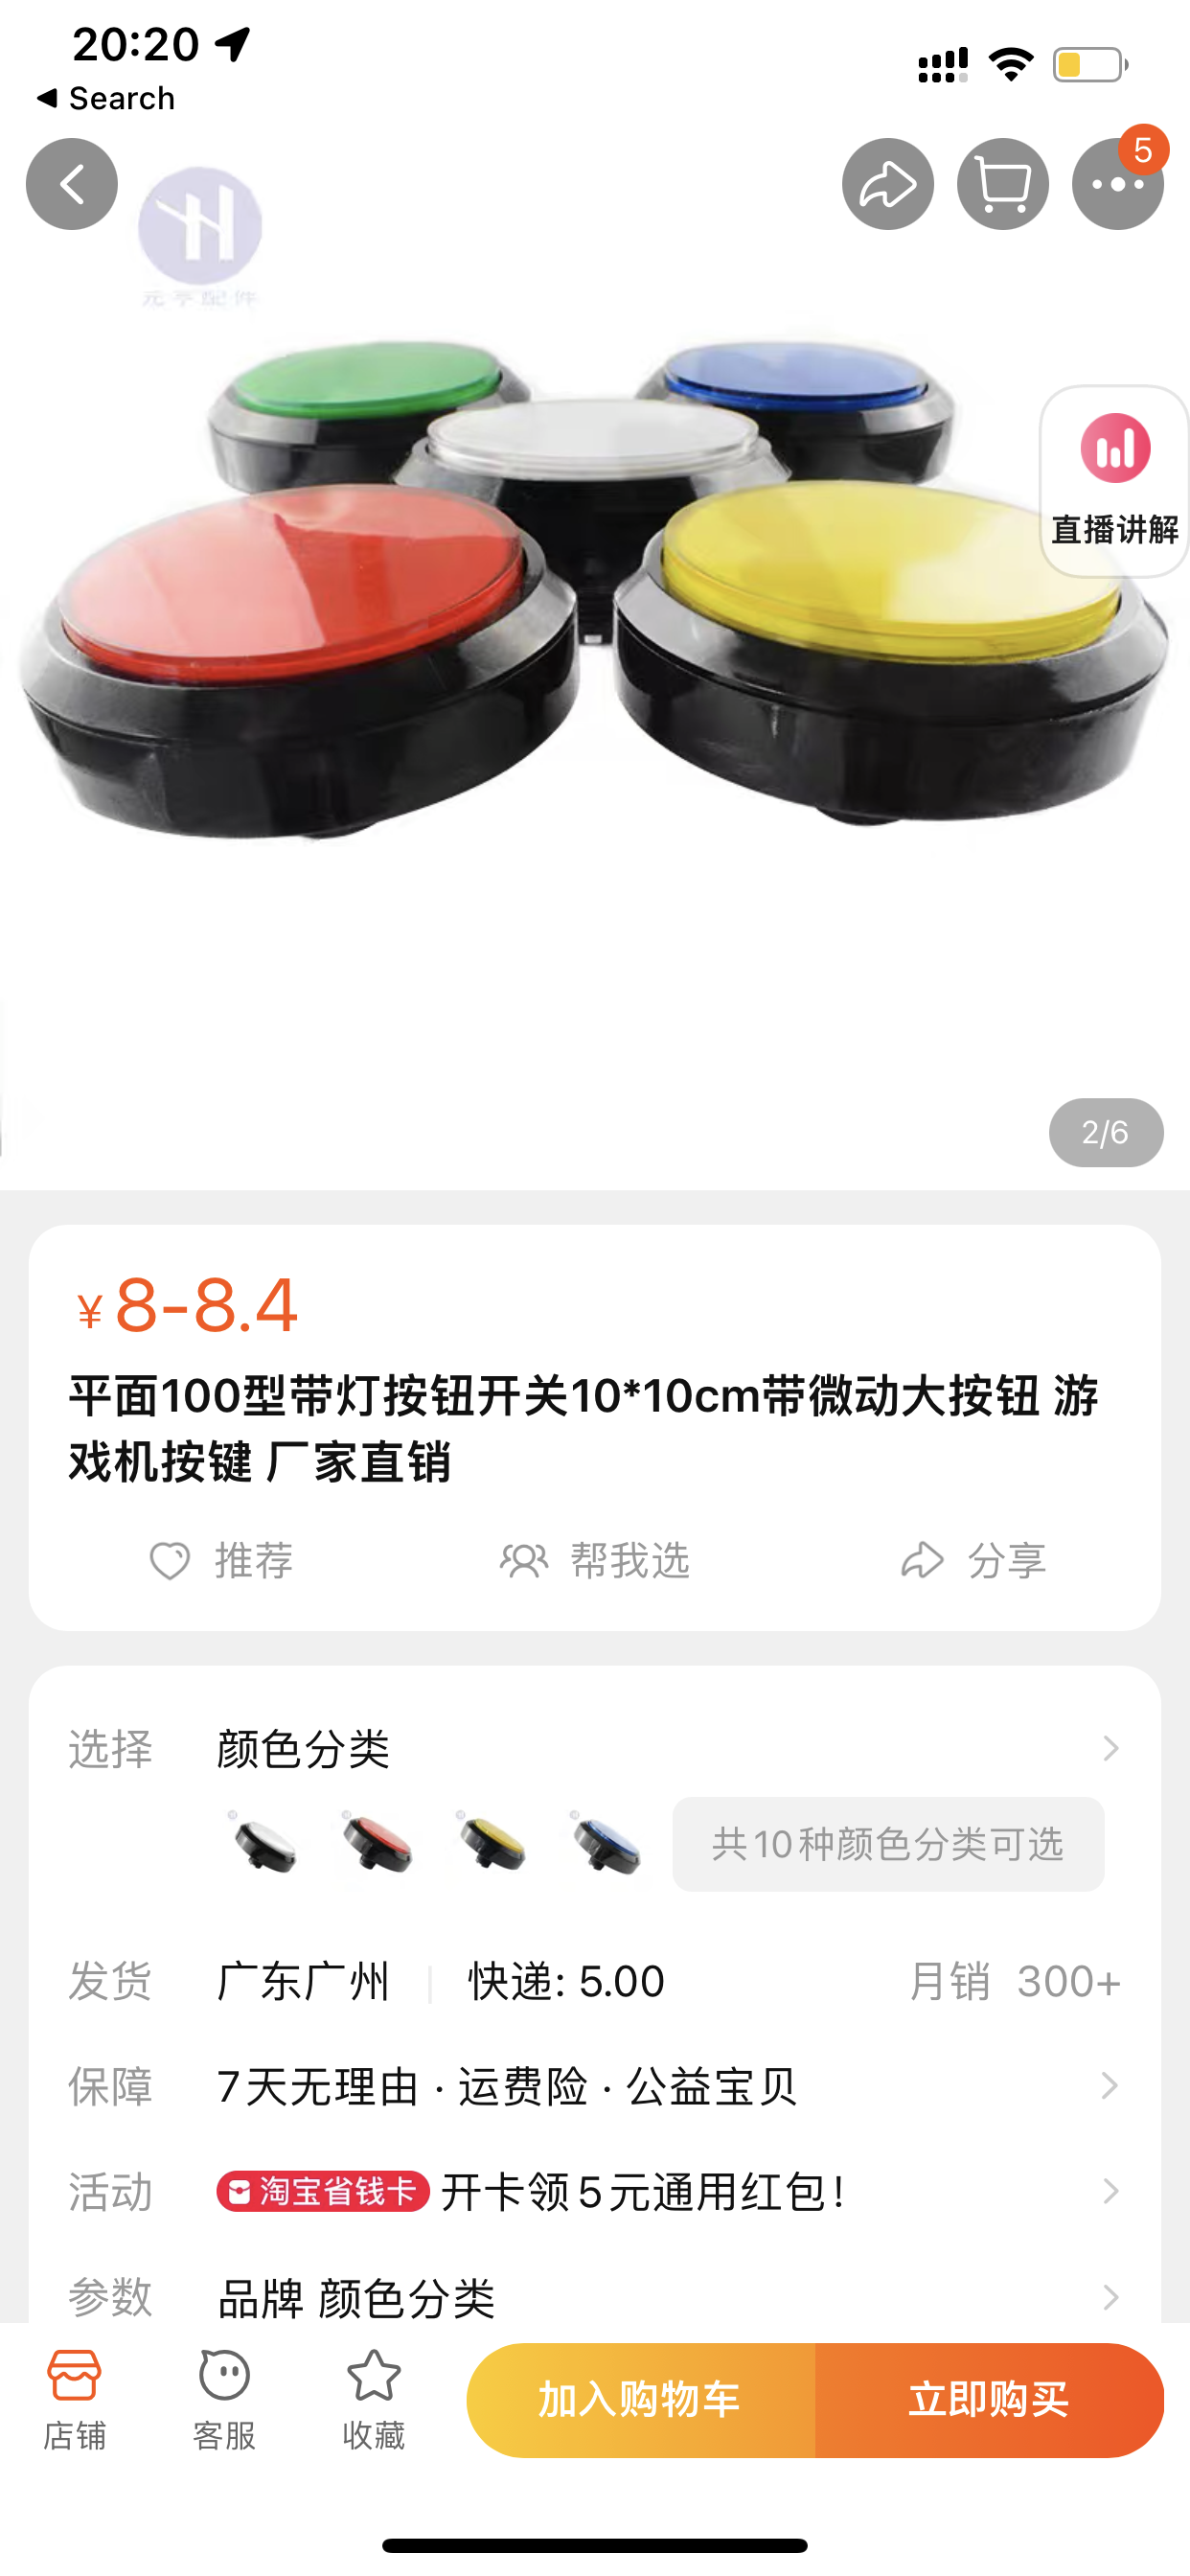 20:20
Search
5
元亨配件
直播讲解
2/6
¥8-8.4
平面100型带灯按钮开关10*10cm带微动大按钮 游
戏机按键 厂家直销
推荐
帮我选
分享
选择 颜色分类
共10种颜色分类可选
发货 广东广州 快递: 5.00 月销 300+
保障 7天无理由 · 运费险 · 公益宝贝
活动 淘宝省钱卡 开卡领5元通用红包!
参数 品牌 颜色分类
店铺
客服
收藏
加入购物车
立即购买